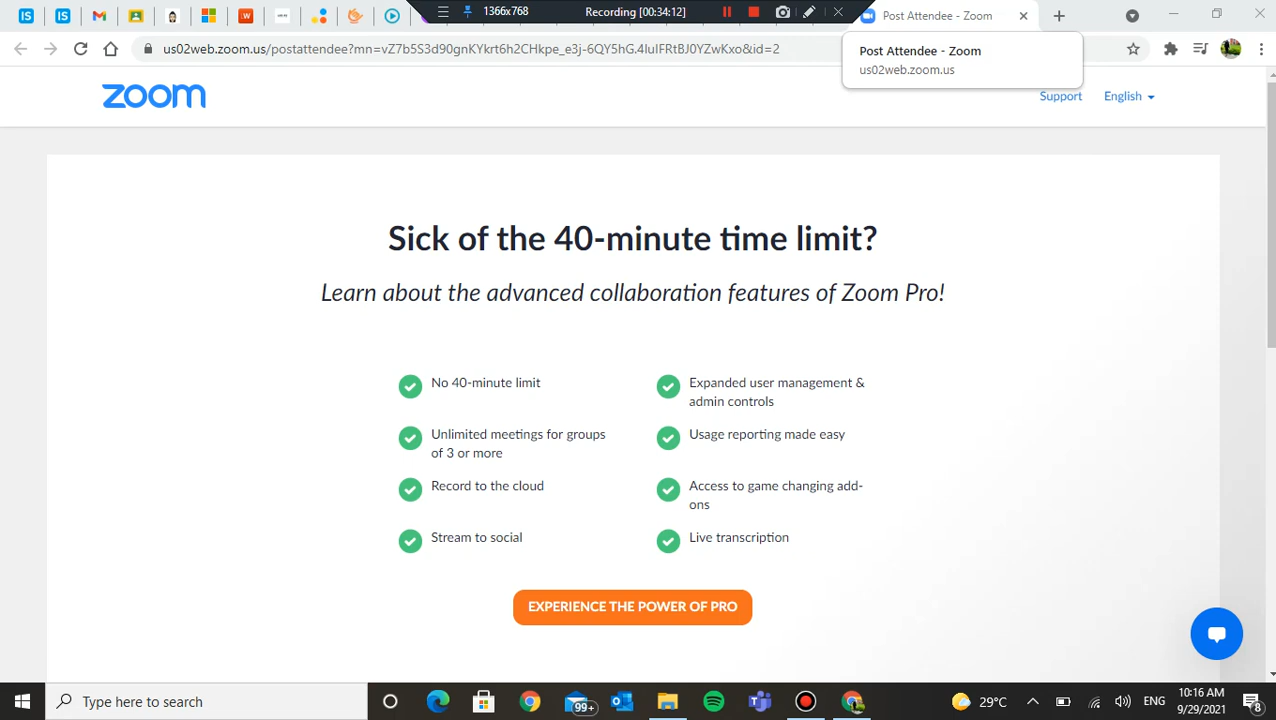 1366x768
Recording [00:34:12]
Post Attendee - Zoom
us02web.zoom.us/postattendee?mn=vZ7b5S3d90gnKYkrt6h2CHkpe_e3j-6QY5hG.4luIFRtBJ0YZwKxo&id=2
Post Attendee - Zoom
us02web.zoom.us
zoom
Support
English
Sick of the 40-minute time limit?
Learn about the advanced collaboration features of Zoom Pro!
No 40-minute limit
Expanded user management &
admin controls
Unlimited meetings for groups
of 3 or more
Usage reporting made easy
Record to the cloud
Access to game changing add-
ons
Stream to social
Live transcription
EXPERIENCE THE POWER OF PRO
Type here to search
99+
29°C
ENG
10:16 AM
9/29/2021
8